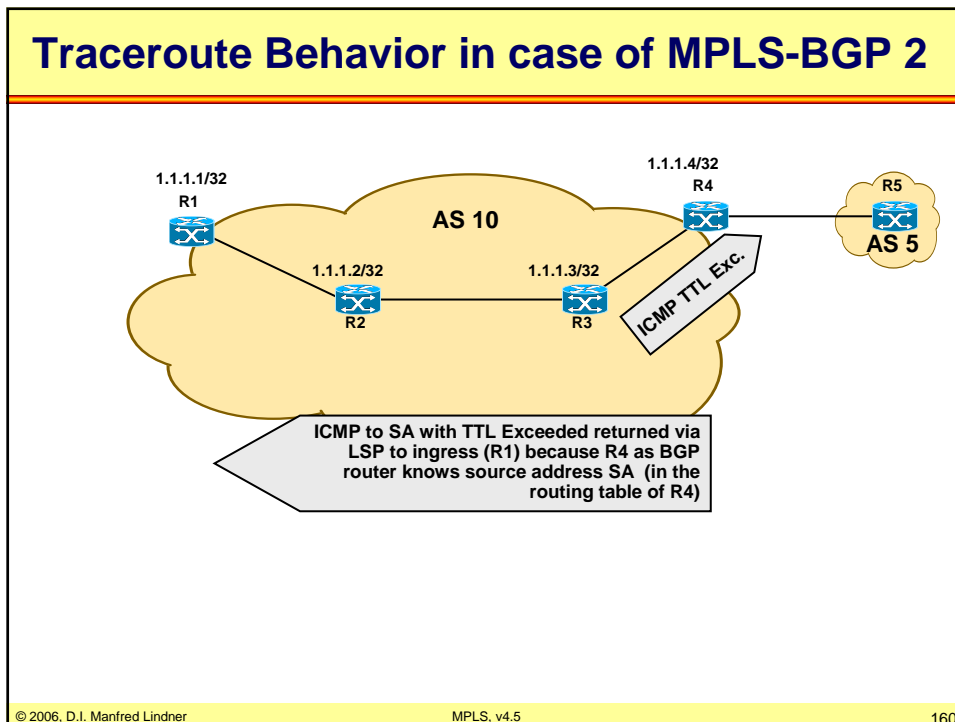 Traceroute Behavior in case of MPLS-BGP 2
1.1.1.1/32
R1
1.1.1.4/32
R4
R5
AS 10
AS 5
1.1.1.2/32
R2
1.1.1.3/32
R3
ICMP TTL Exc.
ICMP to SA with TTL Exceeded returned via
LSP to ingress (R1) because R4 as BGP
router knows source address SA (in the
routing table of R4)
© 2006, D.I. Manfred Lindner
MPLS, v4.5
160